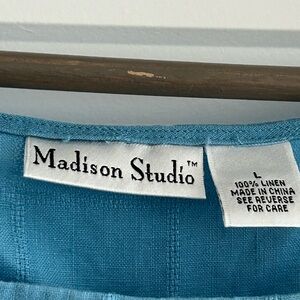 Madison Studio™
L
100% LINEN
MADE IN CHINA
SEE REVERSE
FOR CARE